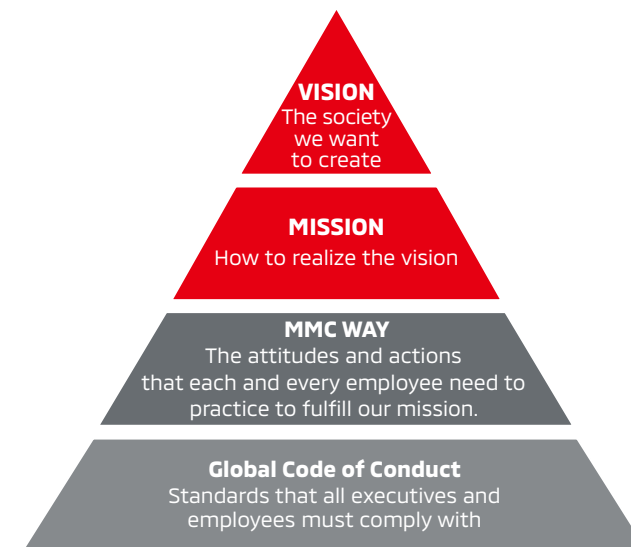 VISION
The society
we want
to create
MISSION
How to realize the vision
MMC WAY
The attitudes and actions
that each and every employee need to
practice to fulfill our mission.
Global Code of Conduct
Standards that all executives and
employees must comply with